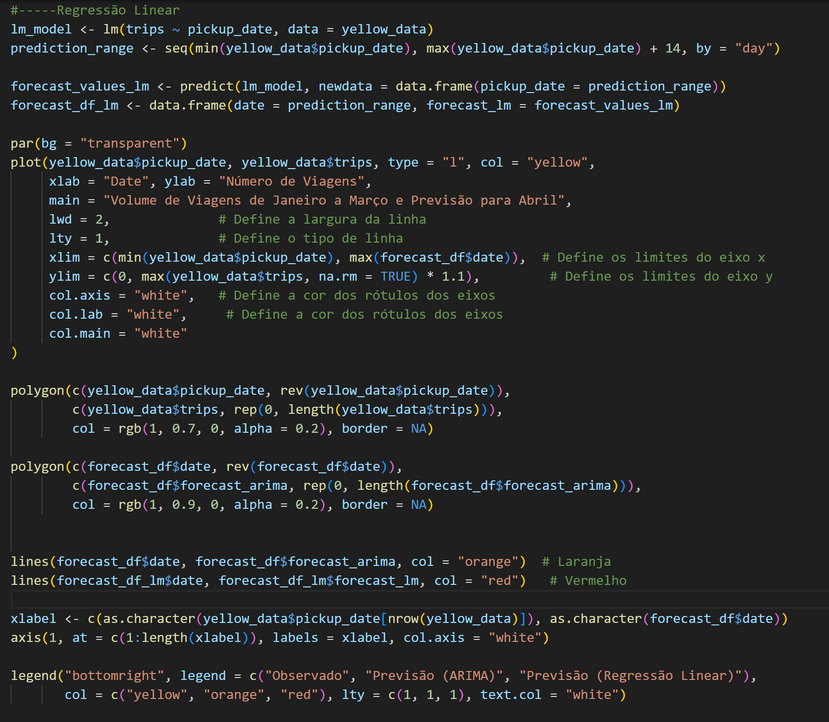 #-----Regressão Linear
lm_model <- lm(trips ~ pickup_date, data = yellow_data)
prediction_range <- seq(min(yellow_data$pickup_date), max(yellow_data$pickup_date) + 14, by = "day")
forecast_values_lm <- predict(lm_model, newdata = data.frame(pickup_date = prediction_range))
forecast_df_lm <- data.frame(date = prediction_range, forecast_lm = forecast_values_lm)
par(bg = "transparent")
plot(yellow_data$pickup_date, yellow_data$trips, type = "l", col = "yellow",
xlab = "Date", ylab = "Número de Viagens",
main = "Volume de Viagens de Janeiro a Março e Previsão para Abril",
lwd = 2, # Define a largura da linha
lty = 1, # Define o tipo de linha
xlim = c(min(yellow_data$pickup_date), max(forecast_df$date)), # Define os limites do eixo x
ylim = c(0, max(yellow_data$trips, na.rm = TRUE) * 1.1), # Define os limites do eixo y
col.axis = "white", # Define a cor dos rótulos dos eixos
col.lab = "white", # Define a cor dos rótulos dos eixos
col.main = "white"
)
polygon(c(yellow_data$pickup_date, rev(yellow_data$pickup_date)),
c(yellow_data$trips, rep(0, length(yellow_data$trips))),
col = rgb(1, 0.7, 0, alpha = 0.2), border = NA)
polygon(c(forecast_df$date, rev(forecast_df$date)),
c(forecast_df$forecast_arima, rep(0, length(forecast_df$forecast_arima))),
col = rgb(1, 0.9, 0, alpha = 0.2), border = NA)
lines(forecast_df$date, forecast_df$forecast_arima, col = "orange") # Laranja
lines(forecast_df_lm$date, forecast_df_lm$forecast_lm, col = "red") # Vermelho
xlabel <- c(as.character(yellow_data$pickup_date[nrow(yellow_data)]), as.character(forecast_df$date))
axis(1, at = c(1:length(xlabel)), labels = xlabel, col.axis = "white")
legend("bottomright", legend = c("Observado", "Previsão (ARIMA)", "Previsão (Regressão Linear)"),
col = c("yellow", "orange", "red"), lty = c(1, 1, 1), text.col = "white")